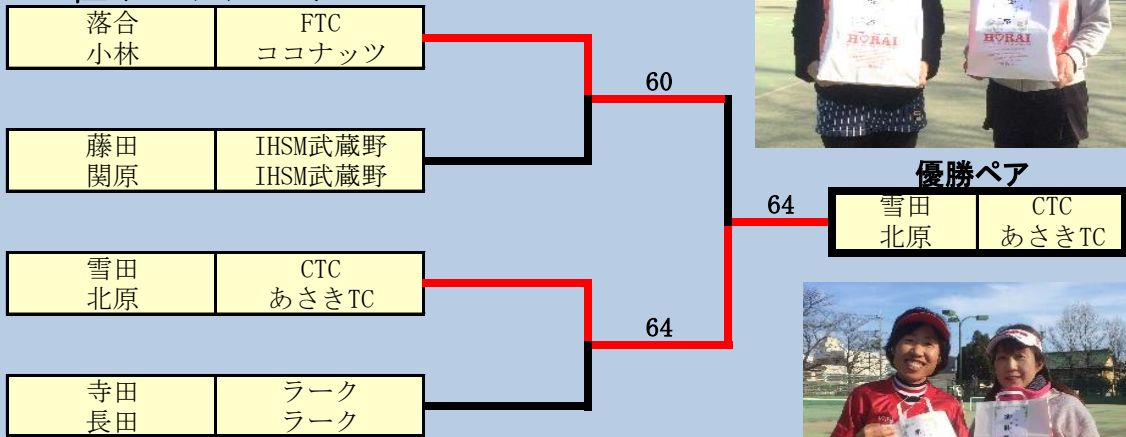 落合 FTC
小林 ココナッツ
60
HORAI
HORAI
藤田 IHSM武蔵野
関原 IHSM武蔵野
優勝ペア
64
雪田 CTC
北原 あさきTC
雪田 CTC
北原 あさきTC
64
寺田 ラーク
長田 ラーク